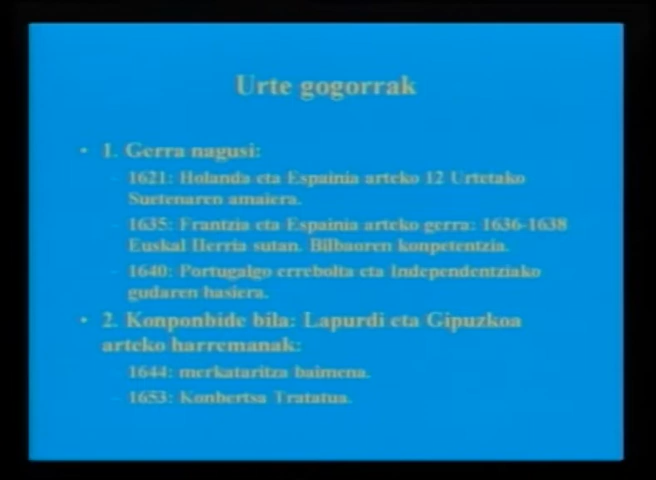 Urte gogorrak
• 1. Gerra nagusi:
– 1621: Holanda eta Espainia arteko 12 Urtetako
Suetenaren amaiera.
– 1635: Frantzia eta Espainia arteko gerra: 1636-1638
Euskal Herria sutan. Bilbaoren konpetentzia.
– 1640: Portugalgo errebolta eta Independentziako
gudaren hasiera.
• 2. Konponbide bila: Lapurdi eta Gipuzkoa
arteko harremanak:
– 1644: merkataritza baimena.
– 1653: Konbertsa Tratatua.